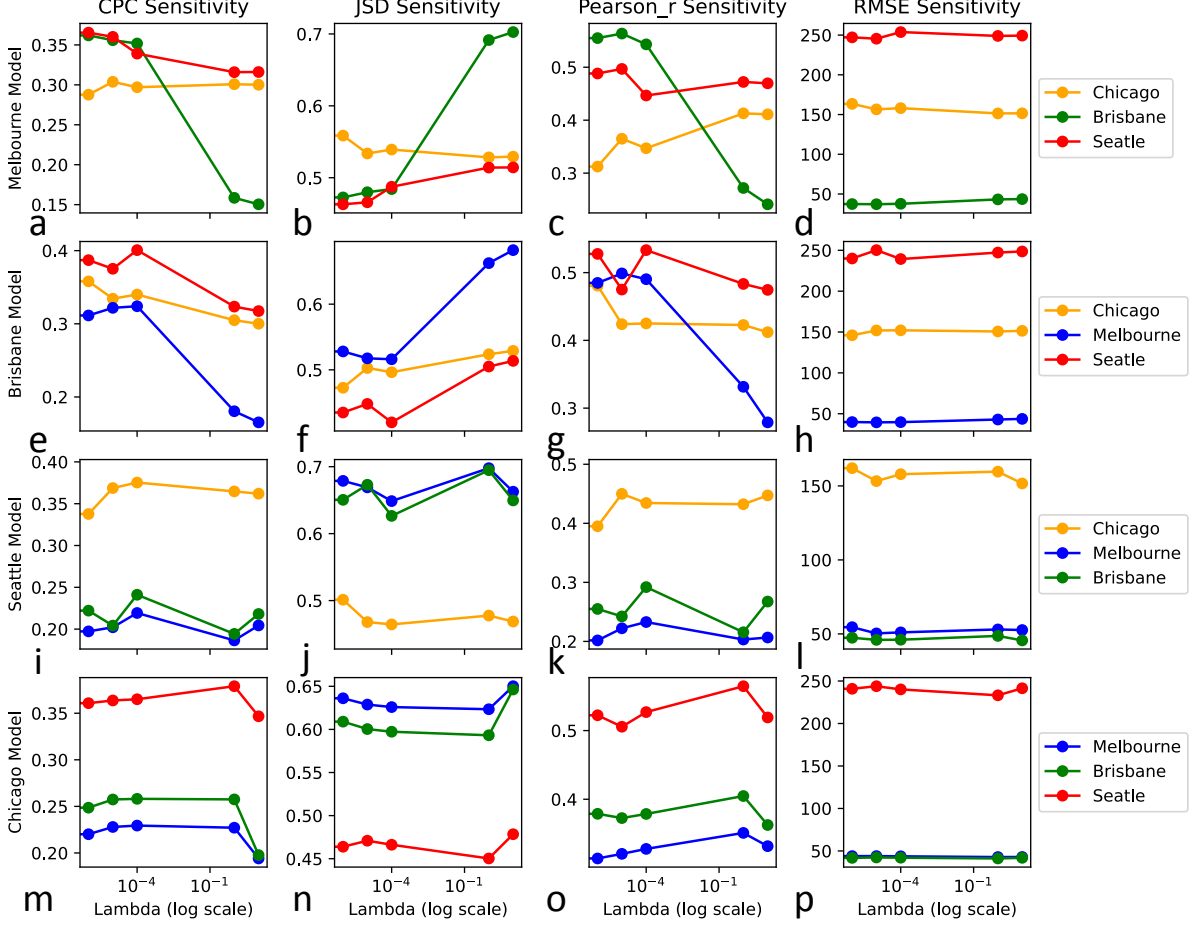 CPC Sensitivity JSD Sensitivity Pearson_r Sensitivity RMSE Sensitivity
Melbourne Model
0.35
0.30
0.25
0.20
0.15
0.7
0.6
0.5
0.5
0.4
0.3
250
200
150
100
50
Chicago
Brisbane
Seatle
a b c d
Brisbane Model
0.4
0.3
0.2
0.6
0.5
0.5
0.4
0.3
250
200
150
100
50
Chicago
Melbourne
Seatle
e f g h
Seattle Model
0.40
0.35
0.30
0.25
0.20
0.7
0.6
0.5
0.5
0.4
0.3
0.2
150
100
50
Chicago
Melbourne
Brisbane
i j k l
Chicago Model
0.35
0.30
0.25
0.20
0.65
0.60
0.55
0.50
0.45
0.5
0.4
250
200
150
100
50
Melbourne
Brisbane
Seatle
10⁻⁴ 10⁻¹ 10⁻⁴ 10⁻¹ 10⁻⁴ 10⁻¹ 10⁻⁴ 10⁻¹
Lambda (log scale) Lambda (log scale) Lambda (log scale) Lambda (log scale)
m n o p